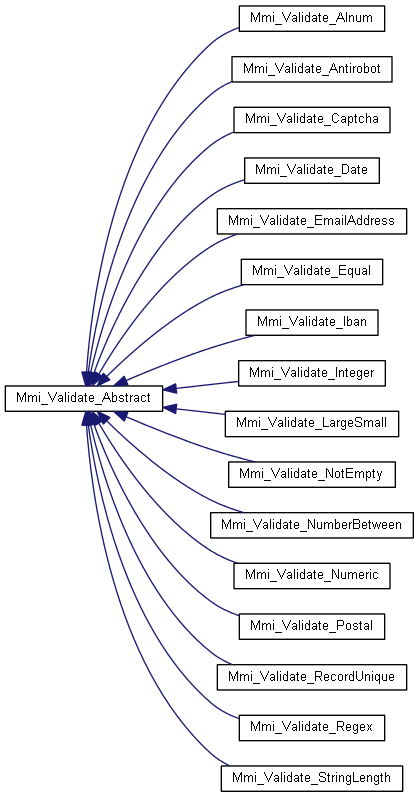 Mmi_Validate_Alnum
Mmi_Validate_Antirobot
Mmi_Validate_Captcha
Mmi_Validate_Date
Mmi_Validate_EmailAddress
Mmi_Validate_Equal
Mmi_Validate_Iban
Mmi_Validate_Integer
Mmi_Validate_Abstract
Mmi_Validate_LargeSmall
Mmi_Validate_NotEmpty
Mmi_Validate_NumberBetween
Mmi_Validate_Numeric
Mmi_Validate_Postal
Mmi_Validate_RecordUnique
Mmi_Validate_Regex
Mmi_Validate_StringLength